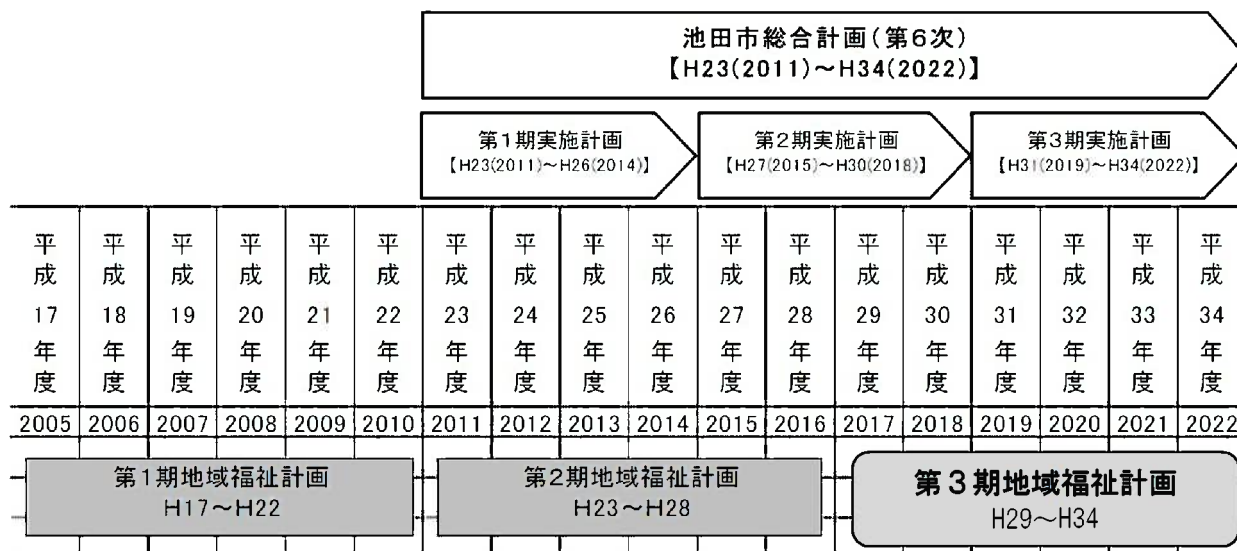 池田市総合計画(第6次)
【H23(2011)～H34(2022)】
第1期実施計画
【H23(2011)～H26(2014)】
第2期実施計画
【H27(2015)～H30(2018)】
第3期実施計画
【H31(2019)～H34(2022)】
平成17年度
平成18年度
平成19年度
平成20年度
平成21年度
平成22年度
平成23年度
平成24年度
平成25年度
平成26年度
平成27年度
平成28年度
平成29年度
平成30年度
平成31年度
平成32年度
平成33年度
平成34年度
2005 2006 2007 2008 2009 2010 2011 2012 2013 2014 2015 2016 2017 2018 2019 2020 2021 2022
第1期地域福祉計画
H17～H22
第2期地域福祉計画
H23～H28
第3期地域福祉計画
H29～H34